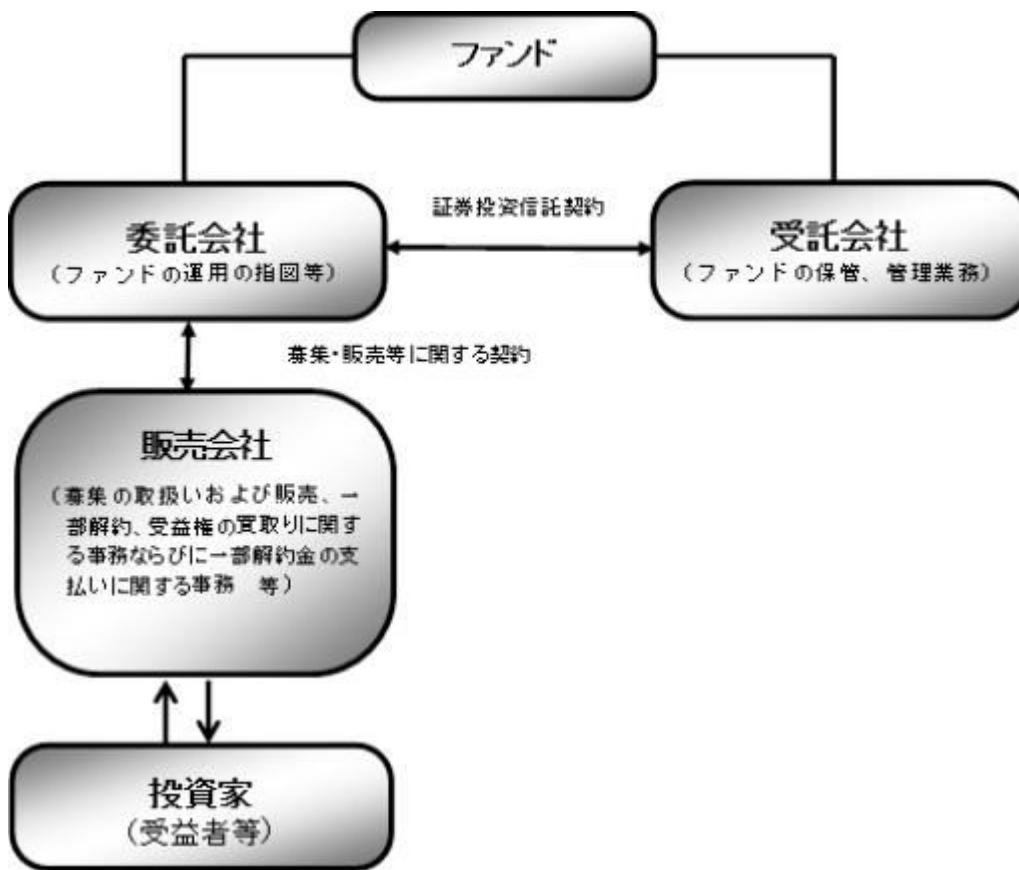 ファンド
委託会社
(ファンドの運用の指図等)
証券投資信託契約
受託会社
(ファンドの保管、管理業務)
募集・販売等に関する契約
販売会社
(募集の取扱いおよび販売、一
部解約、受益権の買取りに関す
る事務ならびに一部解約金の支
払いに関する事務 等)
投資家
(受益者等)